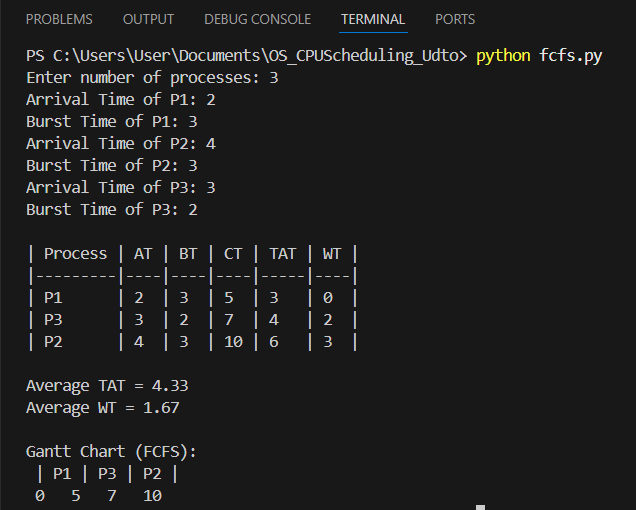 PROBLEMS OUTPUT DEBUG CONSOLE TERMINAL PORTS
PS C:\Users\User\Documents\OS_CPUScheduling_Udto> python fcfs.py
Enter number of processes: 3
Arrival Time of P1: 2
Burst Time of P1: 3
Arrival Time of P2: 4
Burst Time of P2: 3
Arrival Time of P3: 3
Burst Time of P3: 2
| Process | AT | BT | CT | TAT | WT |
|---------|----|----|----|-----|----|
| P1      | 2  | 3  | 5  | 3   | 0  |
| P3      | 3  | 2  | 7  | 4   | 2  |
| P2      | 4  | 3  | 10 | 6   | 3  |
Average TAT = 4.33
Average WT = 1.67
Gantt Chart (FCFS):
 | P1 | P3 | P2 |
 0   5   7   10